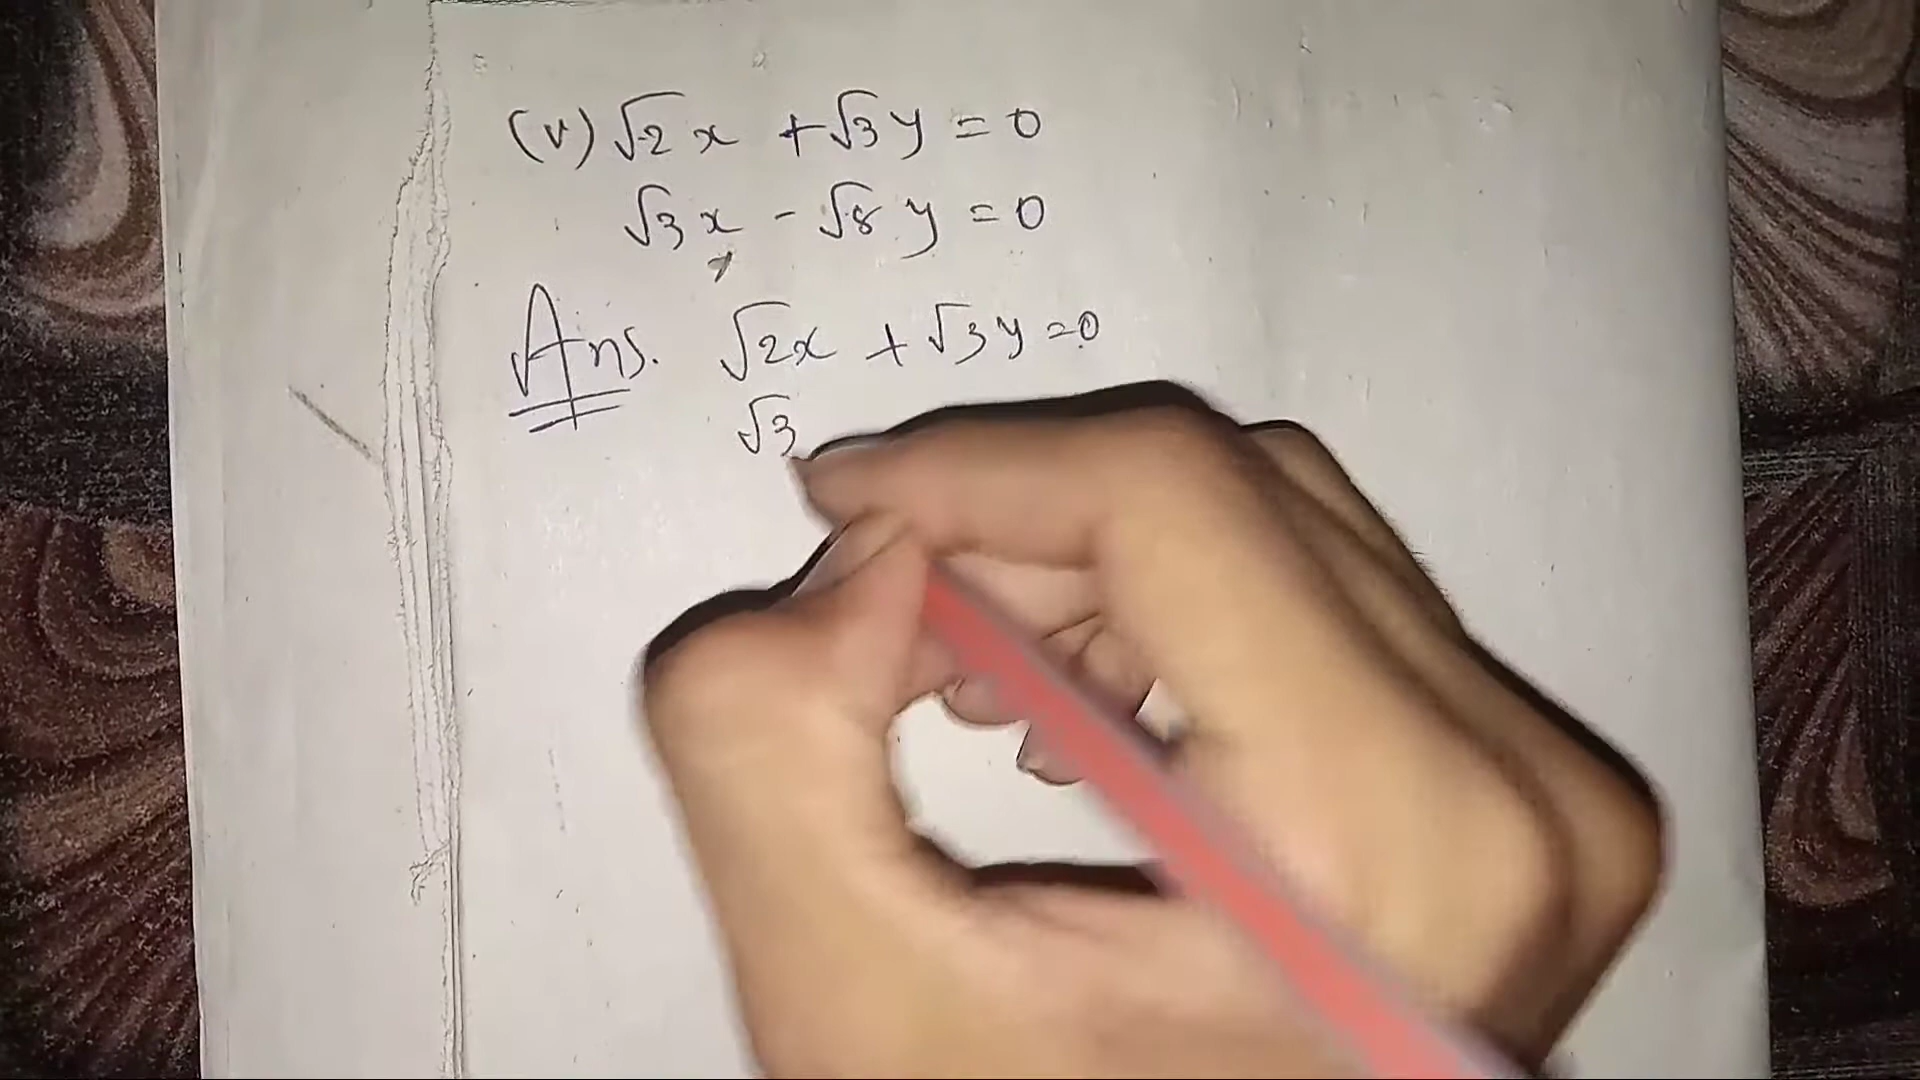 (v) √2 x + √3 y = 0
√3 x - √8 y = 0
Ans. √2x + √3 y = 0
√3